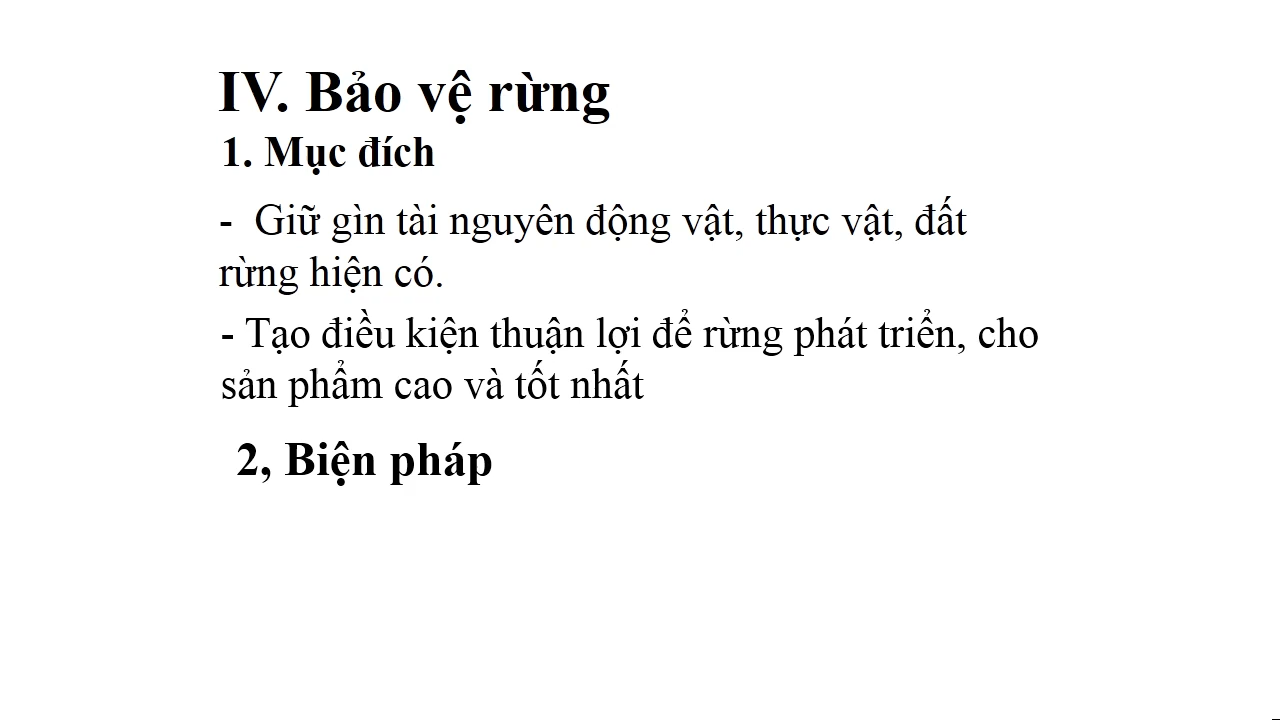 IV. Bảo vệ rừng
1. Mục đích
- Giữ gìn tài nguyên động vật, thực vật, đất
rừng hiện có.
- Tạo điều kiện thuận lợi để rừng phát triển, cho
sản phẩm cao và tốt nhất
2, Biện pháp